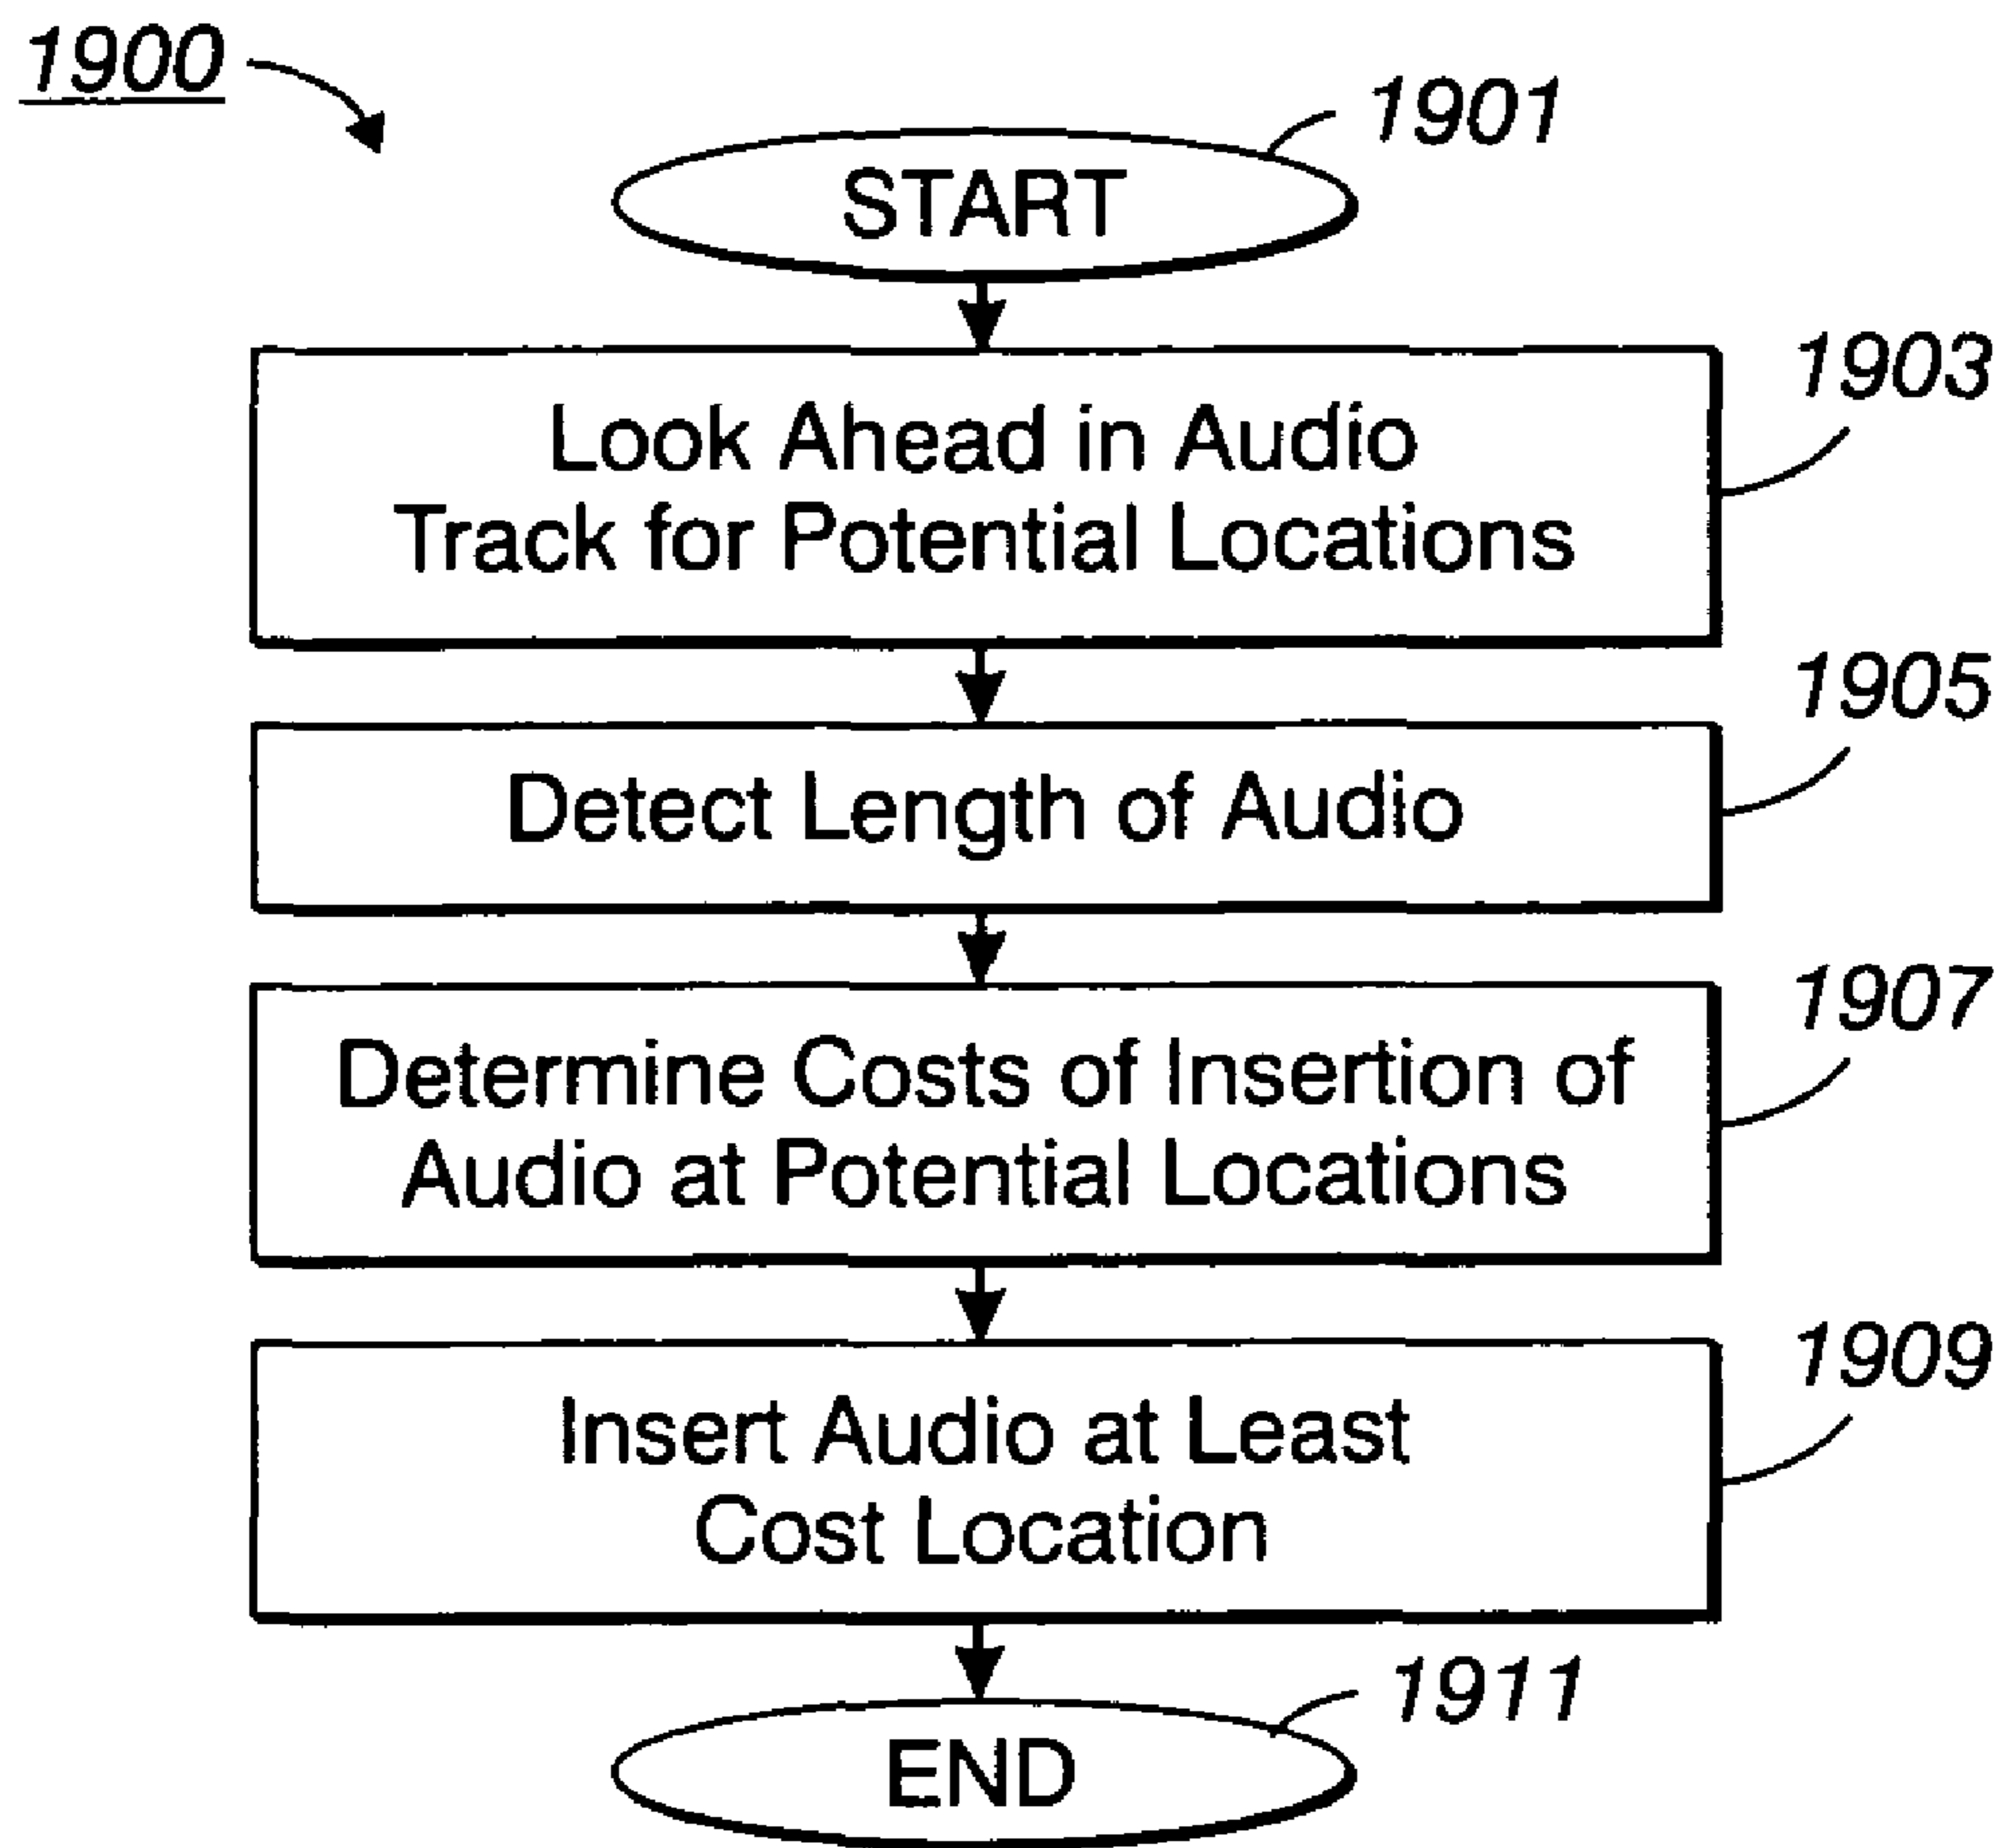 1900
1901
START
1903
Look Ahead in Audio
Track for Potential Locations
1905
Detect Length of Audio
1907
Determine Costs of Insertion of
Audio at Potential Locations
1909
Insert Audio at Least
Cost Location
1911
END